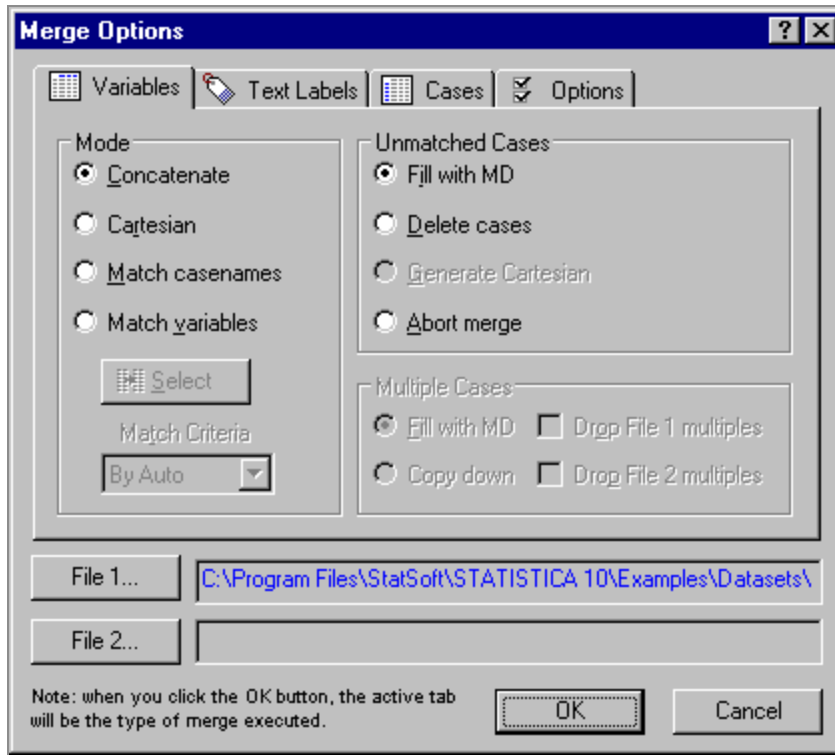 Merge Options
Variables
Text Labels
Cases
Options
Mode
Concatenate
Cartesian
Match casenames
Match variables
Select
Match Criteria
By Auto
Unmatched Cases
Fill with MD
Delete cases
Generate Cartesian
Abort merge
Multiple Cases
Fill with MD
Drop File 1 multiples
Copy down
Drop File 2 multiples
File 1...
C:\Program Files\StatSoft\STATISTICA 10\Examples\Datasets\
File 2...
Note: when you click the OK button, the active tab
will be the type of merge executed.
OK
Cancel